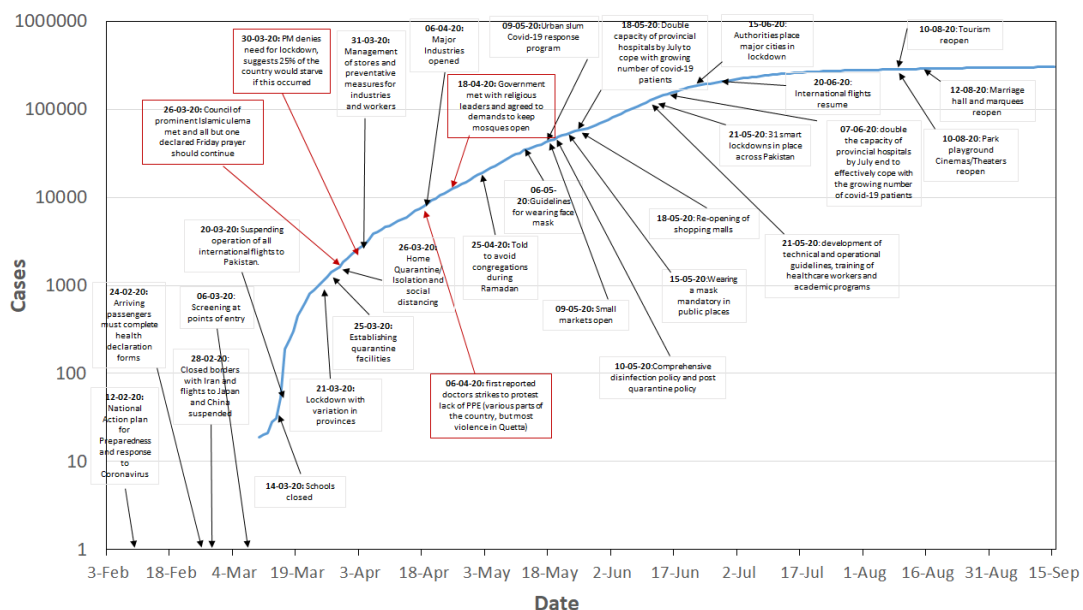 1000000
100000
10000
1000
100
10
1
Cases
3-Feb
18-Feb
4-Mar
19-Mar
3-Apr
18-Apr
3-May
18-May
2-Jun
17-Jun
2-Jul
17-Jul
1-Aug
16-Aug
31-Aug
15-Sep
Date
12-02-20:
National
Action plan
for
Preparedness
and response
to
Coronavirus
24-02-20:
Arriving
passengers
must complete
health
declaration
forms
28-02-20:
Closed borders
with Iran and
flights to Japan
and China
suspended
06-03-20:
Screening at
points of entry
14-03-20: Schools
closed
20-03-20: Suspending
operation of all
international flights to
Pakistan.
21-03-20:
Lockdown with
variation in
provinces
25-03-20:
Establishing
quarantine
facilities
26-03-20: Council of
prominent Islamic ulema
met and all but one
declared Friday prayer
should continue
26-03-20:
Home
Quarantine/
Isolation and
social
distancing
30-03-20: PM denies
need for lockdown,
suggests 25% of the
country would starve
if this occurred
31-03-20:
Management
of stores and
preventative
measures for
industries
and workers
06-04-20:
Major
Industries
opened
06-04-20: first reported
doctors strikes to protest
lack of PPE (various parts of
the country, but most
violence in Quetta)
18-04-20: Government
met with religious
leaders and agreed to
demands to keep
mosques open
25-04-20: Told
to avoid
congregations
during
Ramadan
06-05-
20:Guidelines
for wearing face
mask
09-05-20:Urban slum
Covid-19 response
program
09-05-20: Small
markets open
10-05-20:Comprehensive
disinfection policy and post
quarantine policy
15-05-20:Wearing
a mask
mandatory in
public places
18-05-20: Double
capacity of provincial
hospitals by July to
cope with growing
number of covid-19
patients
18-05-20: Re-opening of
shopping malls
21-05-20: 31 smart
lockdowns in place
across Pakistan
21-05-20: development of
technical and operational
guidelines, training of
healthcare workers and
academic programs
07-06-20: double
the capacity of
provincial hospitals
by July end to
effectively cope with
the growing number
of covid-19 patients
15-06-20:
Authorities place
major cities in
lockdown
20-06-20:
International flights
resume
10-08-20: Tourism
reopen
10-08-20: Park
playground
Cinemas/Theaters
reopen
12-08-20: Marriage
hall and marquees
reopen